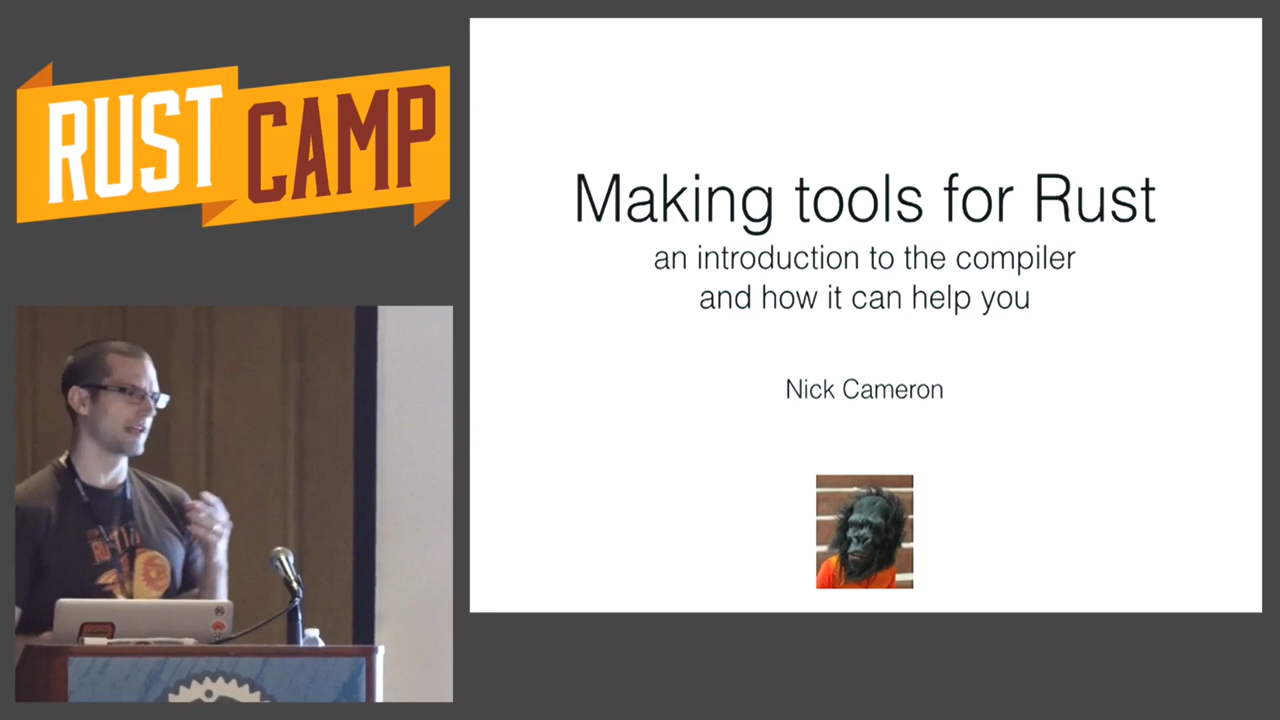 RUST CAMP
Making tools for Rust
an introduction to the compiler
and how it can help you
Nick Cameron